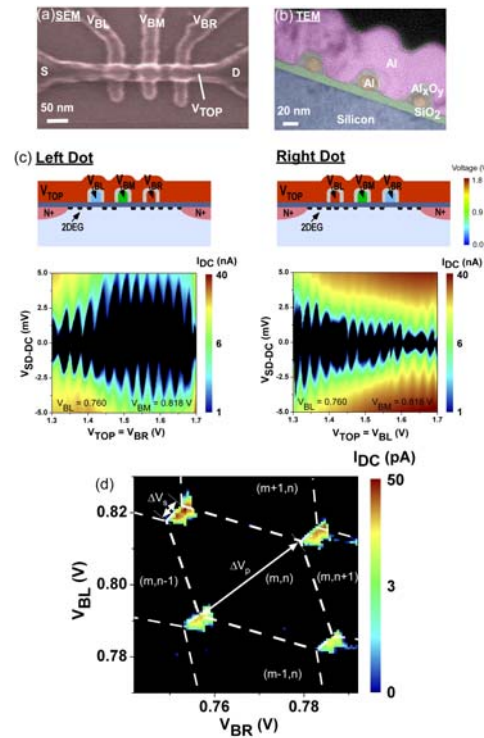 (a) SEM
V_BL
V_BM
V_BR
S
D
V_TOP
50 nm
(b) TEM
Al
Al
Al_xO_y
SiO_2
20 nm
Silicon
(c) Left Dot
V_BL
V_BM
V_BR
V_TOP
N+
N+
2DEG
Right Dot
V_BL
V_BM
V_BR
V_TOP
N+
N+
2DEG
Voltage (V)
1.8
0.9
0.0
I_DC (nA)
5.0
2.5
0.0
-2.5
-5.0
V_SD-DC (mV)
V_BL = 0.760
V_BM = 0.818 V
1.3 1.4 1.5 1.6 1.7
V_TOP = V_BR (V)
40
6
1
I_DC (nA)
5.0
2.5
0.0
-2.5
-5.0
V_SD-DC (mV)
V_BL = 0.760
1.3 1.4 1.5 1.6 1.7
V_TOP = V_BL (V)
40
6
1
(d)
I_DC (pA)
50
3
0
0.82
0.80
0.78
V_BL (V)
(m+1,n)
(m,n-1)
(m,n)
(m,n+1)
(m-1,n)
ΔV_p
0.76
0.78
V_BR (V)